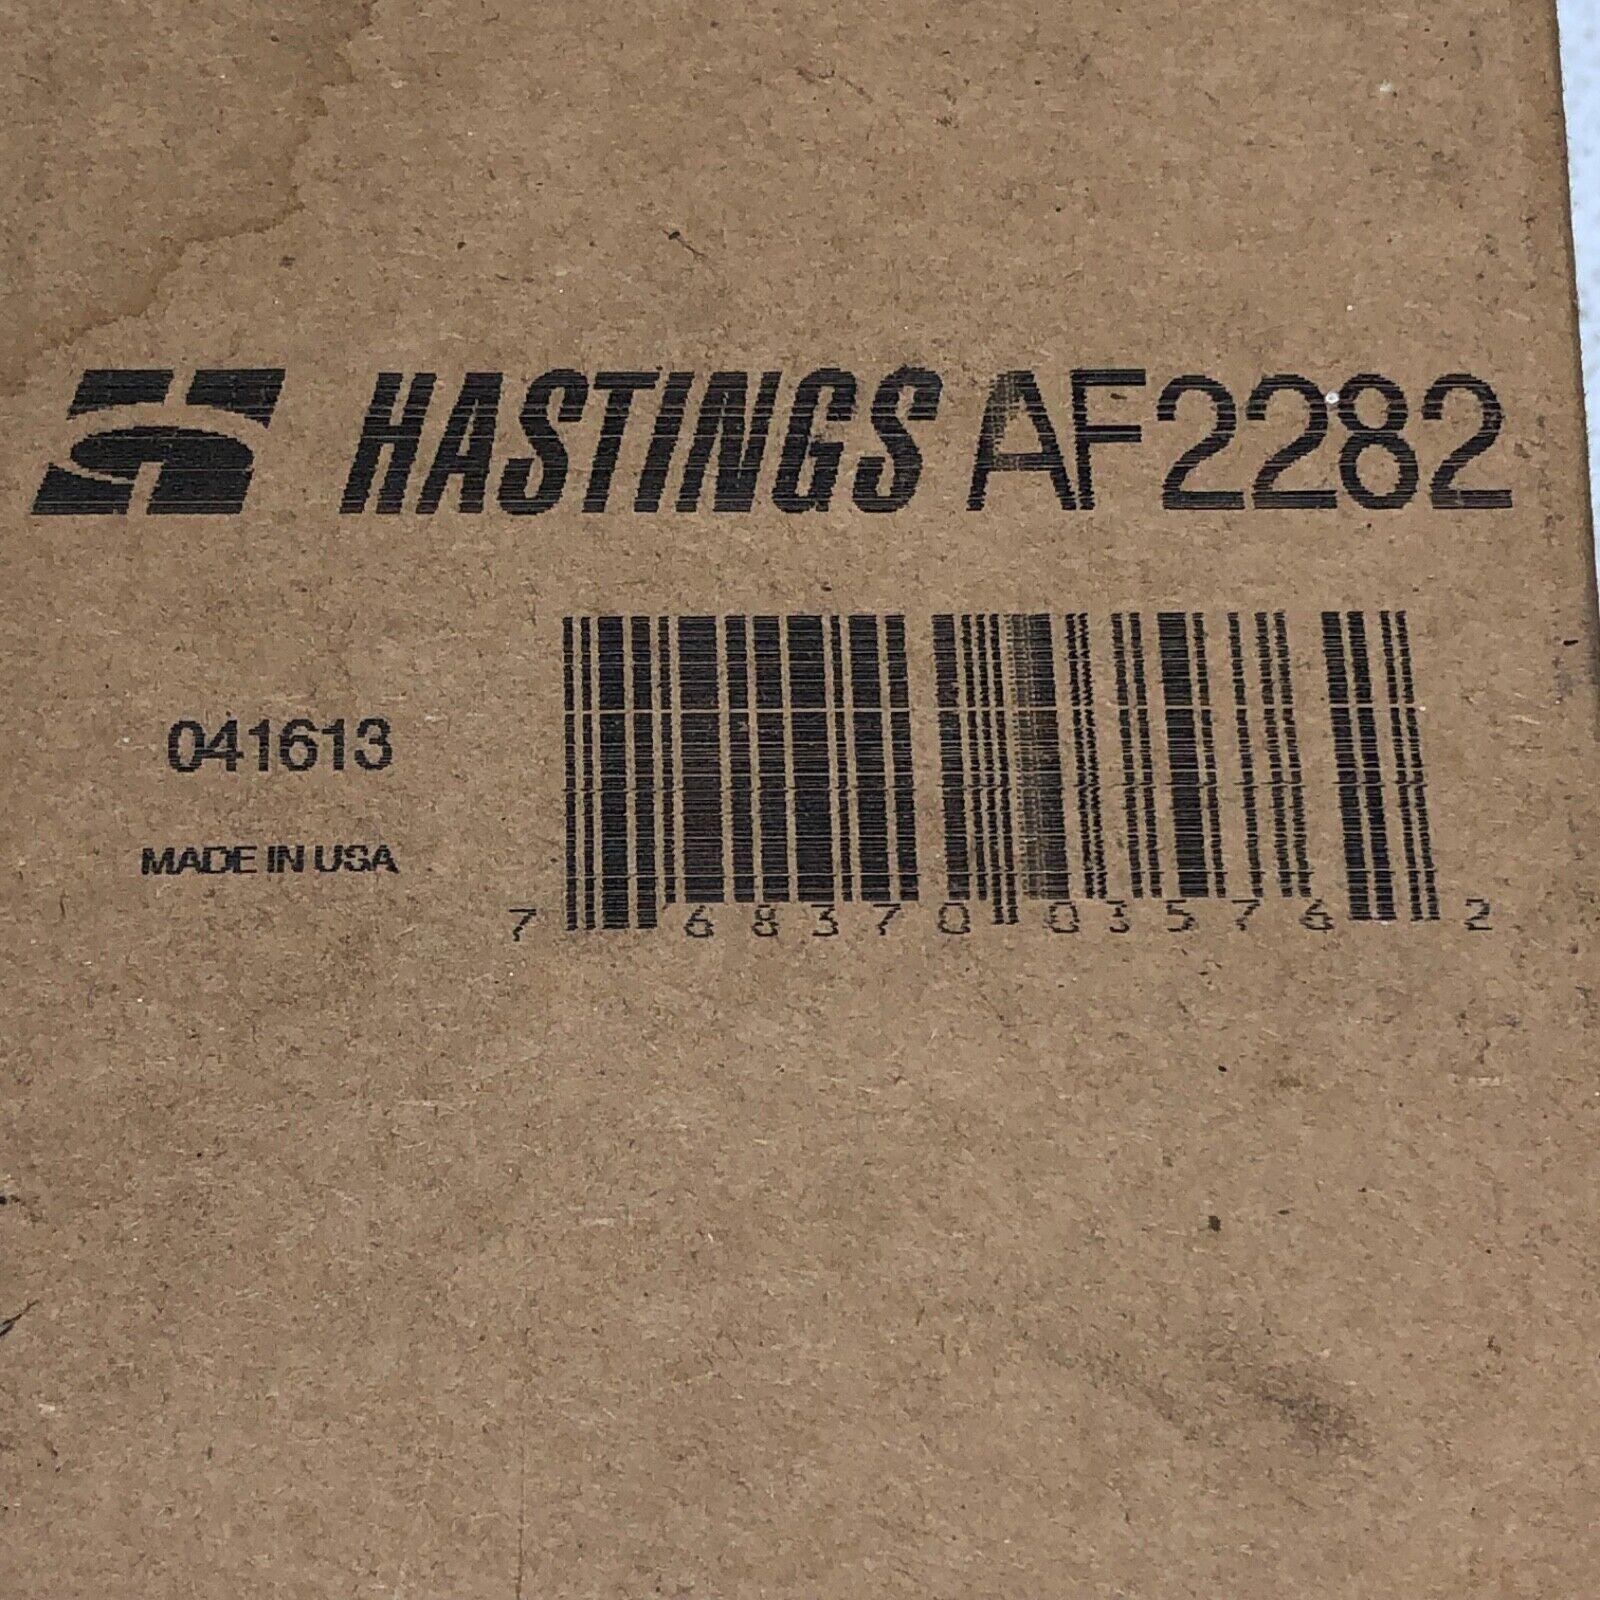 HASTINGS AF2282
041613
MADE IN USA
7 68370 03576 2